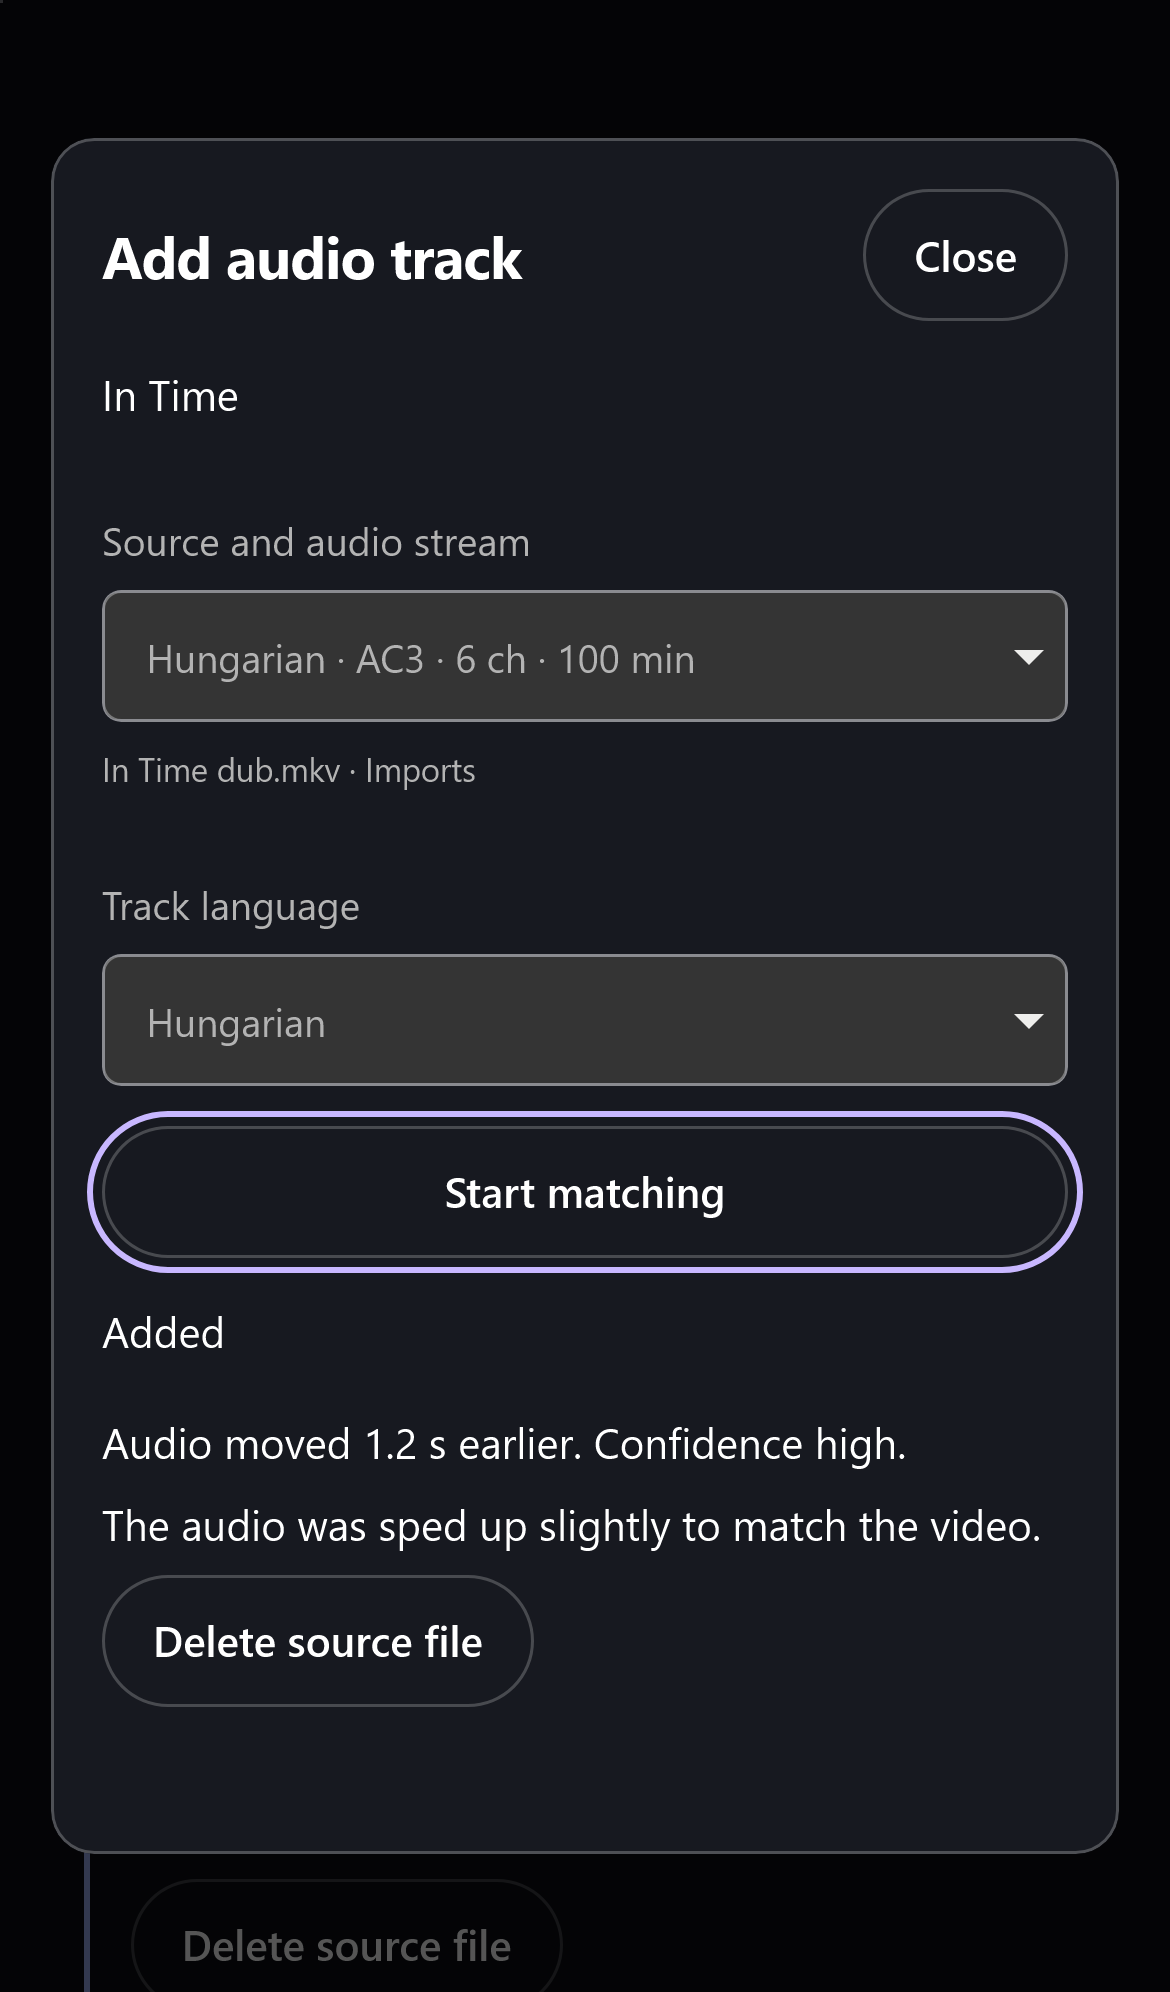 Add audio track
Close
In Time
Source and audio stream
Hungarian · AC3 · 6 ch · 100 min
In Time dub.mkv · Imports
Track language
Hungarian
Start matching
Added
Audio moved 1.2 s earlier. Confidence high.
The audio was sped up slightly to match the video.
Delete source file
Delete source file